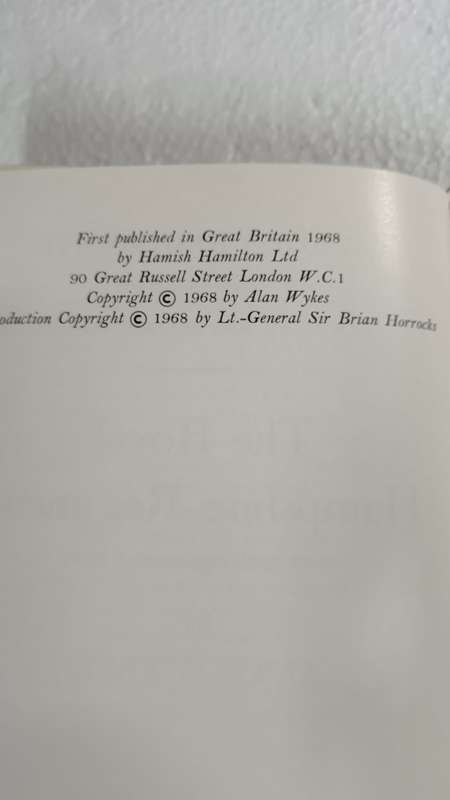 First published in Great Britain 1968
by Hamish Hamilton Ltd
90 Great Russell Street London W.C.1
Copyright © 1968 by Alan Wykes
oduction Copyright © 1968 by Lt.-General Sir Brian Horrocks